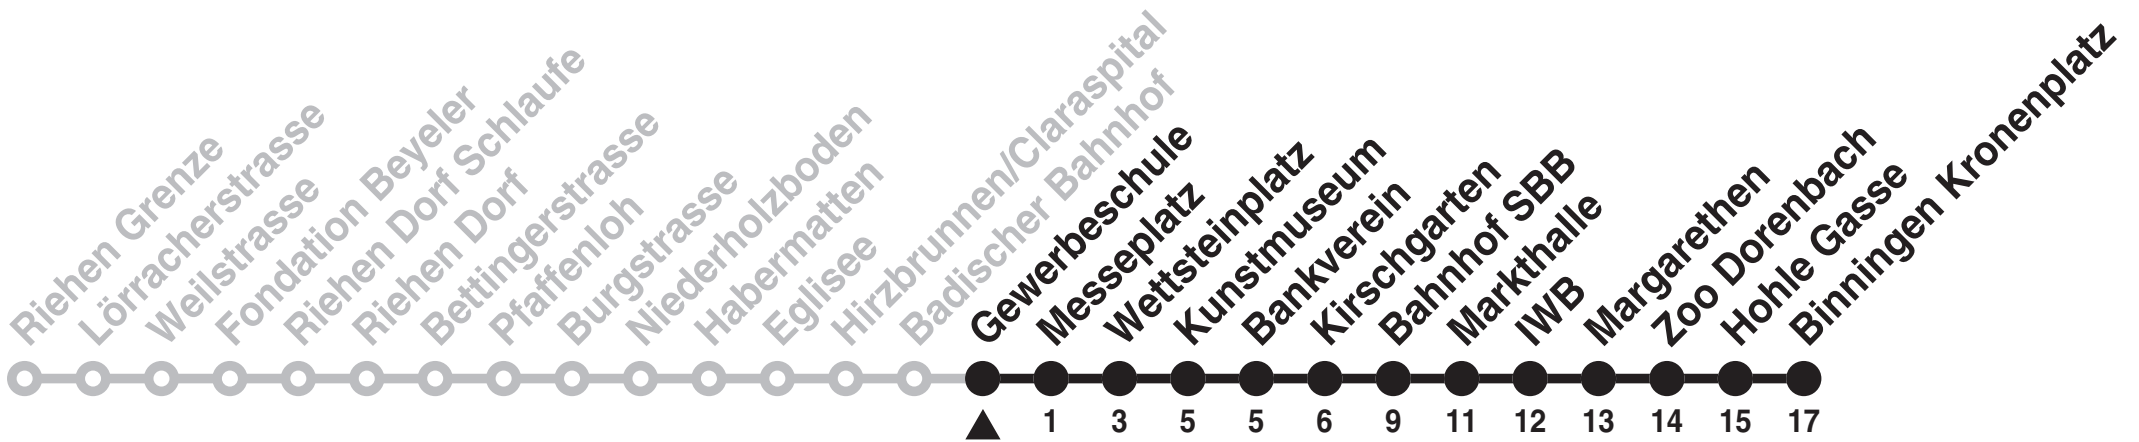 Riehen Grenze
Lörracherstrasse
Weilstrasse
Fondation Beyeler
Riehen Dorf Schlaufe
Riehen Dorf
Bettingerstrasse
Pfaffenloh
Burgstrasse
Niederholzboden
Habermatten
Eglisee
Hirzbrunnen/Claraspital
Badischer Bahnhof
Gewerbeschule
Messeplatz
Wettsteinplatz
Kunstmuseum
Bankverein
Kirschgarten
Bahnhof SBB
Markthalle
IWB
Margarethen
Zoo Dorenbach
Hohle Gasse
Binningen Kronenplatz
1 3 5 5 6 9 11 12 13 14 15 17